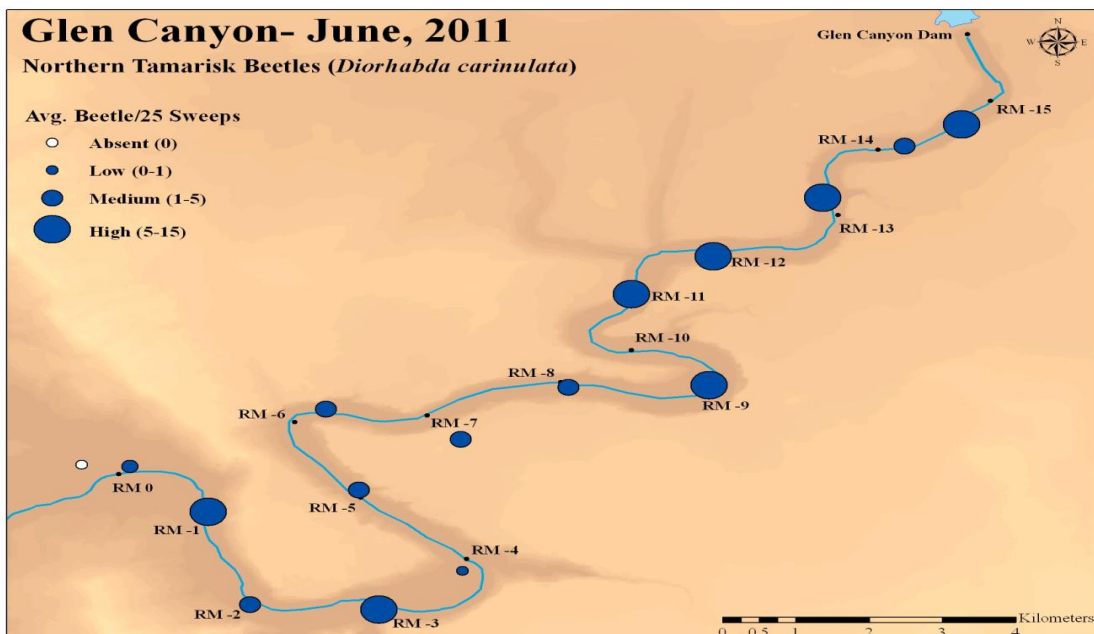 Glen Canyon- June, 2011
Northern Tamarisk Beetles (Diorhabda carinulata)
Avg. Beetle/25 Sweeps
Absent (0)
Low (0-1)
Medium (1-5)
High (5-15)
Glen Canyon Dam
N
W E
S
RM -15
RM -14
RM -13
RM -12
RM -11
RM -10
RM -9
RM -8
RM -7
RM -6
RM -5
RM -4
RM -3
RM -2
RM -1
RM 0
Kilometers
0 0.5 1 2 3 4